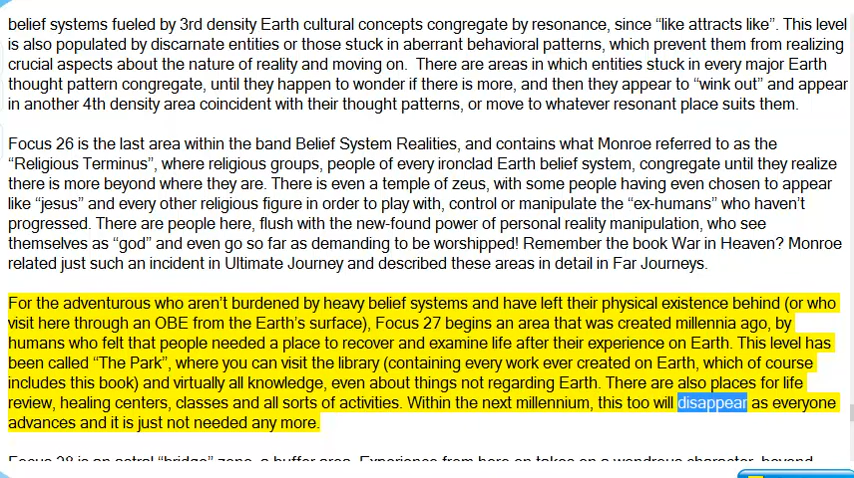 belief systems fueled by 3rd density Earth cultural concepts congregate by resonance, since “like attracts like”. This level
is also populated by discarnate entities or those stuck in aberrant behavioral patterns, which prevent them from realizing
crucial aspects about the nature of reality and moving on.  There are areas in which entities stuck in every major Earth
thought pattern congregate, until they happen to wonder if there is more, and then they appear to “wink out” and appear
in another 4th density area coincident with their thought patterns, or move to whatever resonant place suits them.
Focus 26 is the last area within the band Belief System Realities, and contains what Monroe referred to as the
“Religious Terminus”, where religious groups, people of every ironclad Earth belief system, congregate until they realize
there is more beyond where they are. There is even a temple of zeus, with some people having even chosen to appear
like “jesus” and every other religious figure in order to play with, control or manipulate the “ex-humans” who haven’t
progressed. There are people here, flush with the new-found power of personal reality manipulation, who see
themselves as “god” and even go so far as demanding to be worshipped! Remember the book War in Heaven? Monroe
related just such an incident in Ultimate Journey and described these areas in detail in Far Journeys.
For the adventurous who aren’t burdened by heavy belief systems and have left their physical existence behind (or who
visit here through an OBE from the Earth’s surface), Focus 27 begins an area that was created millennia ago, by
humans who felt that people needed a place to recover and examine life after their experience on Earth. This level has
been called “The Park”, where you can visit the library (containing every work ever created on Earth, which of course
includes this book) and virtually all knowledge, even about things not regarding Earth. There are also places for life
review, healing centers, classes and all sorts of activities. Within the next millennium, this too will disappear as everyone
advances and it is just not needed any more.
Focus 28 is an astral “bridge” zone, a buffer area. Experience from here on takes on a wondrous character, beyond